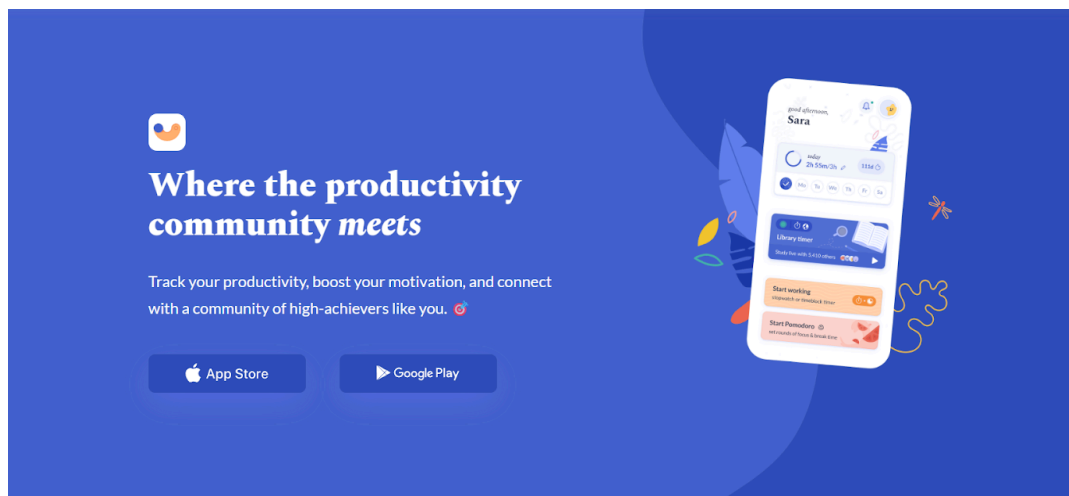 Where the productivity
community meets
Track your productivity, boost your motivation, and connect
with a community of high-achievers like you.
App Store
Google Play
good afternoon,
Sara
today
2h 55m/3h
111d
Mo Tu We Th Fr Sa
Library timer
Study live with 5,410 others
Start working
stopwatch or timeblock timer
Start Pomodoro
set rounds of focus & break time